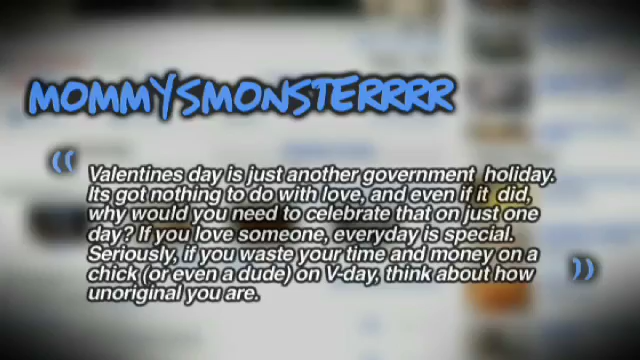 MOMMYSMONSTERRRR
“
Valentines day is just another government holiday.
Its got nothing to do with love, and even if it did,
why would you need to celebrate that on just one
day? If you love someone, everyday is special.
Seriously, if you waste your time and money on a
chick (or even a dude) on V-day, think about how
unoriginal you are.
”